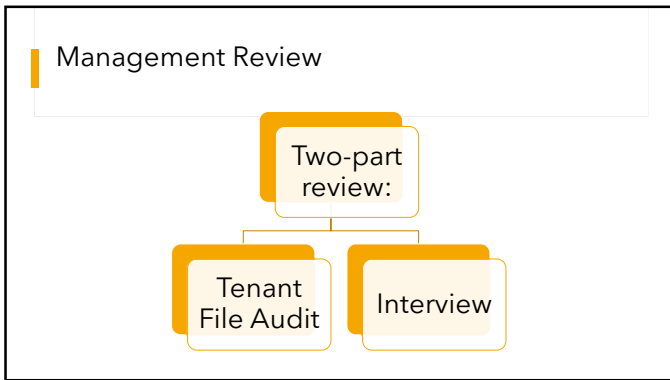 Management Review
Two-part
review:
Tenant
File Audit
Interview